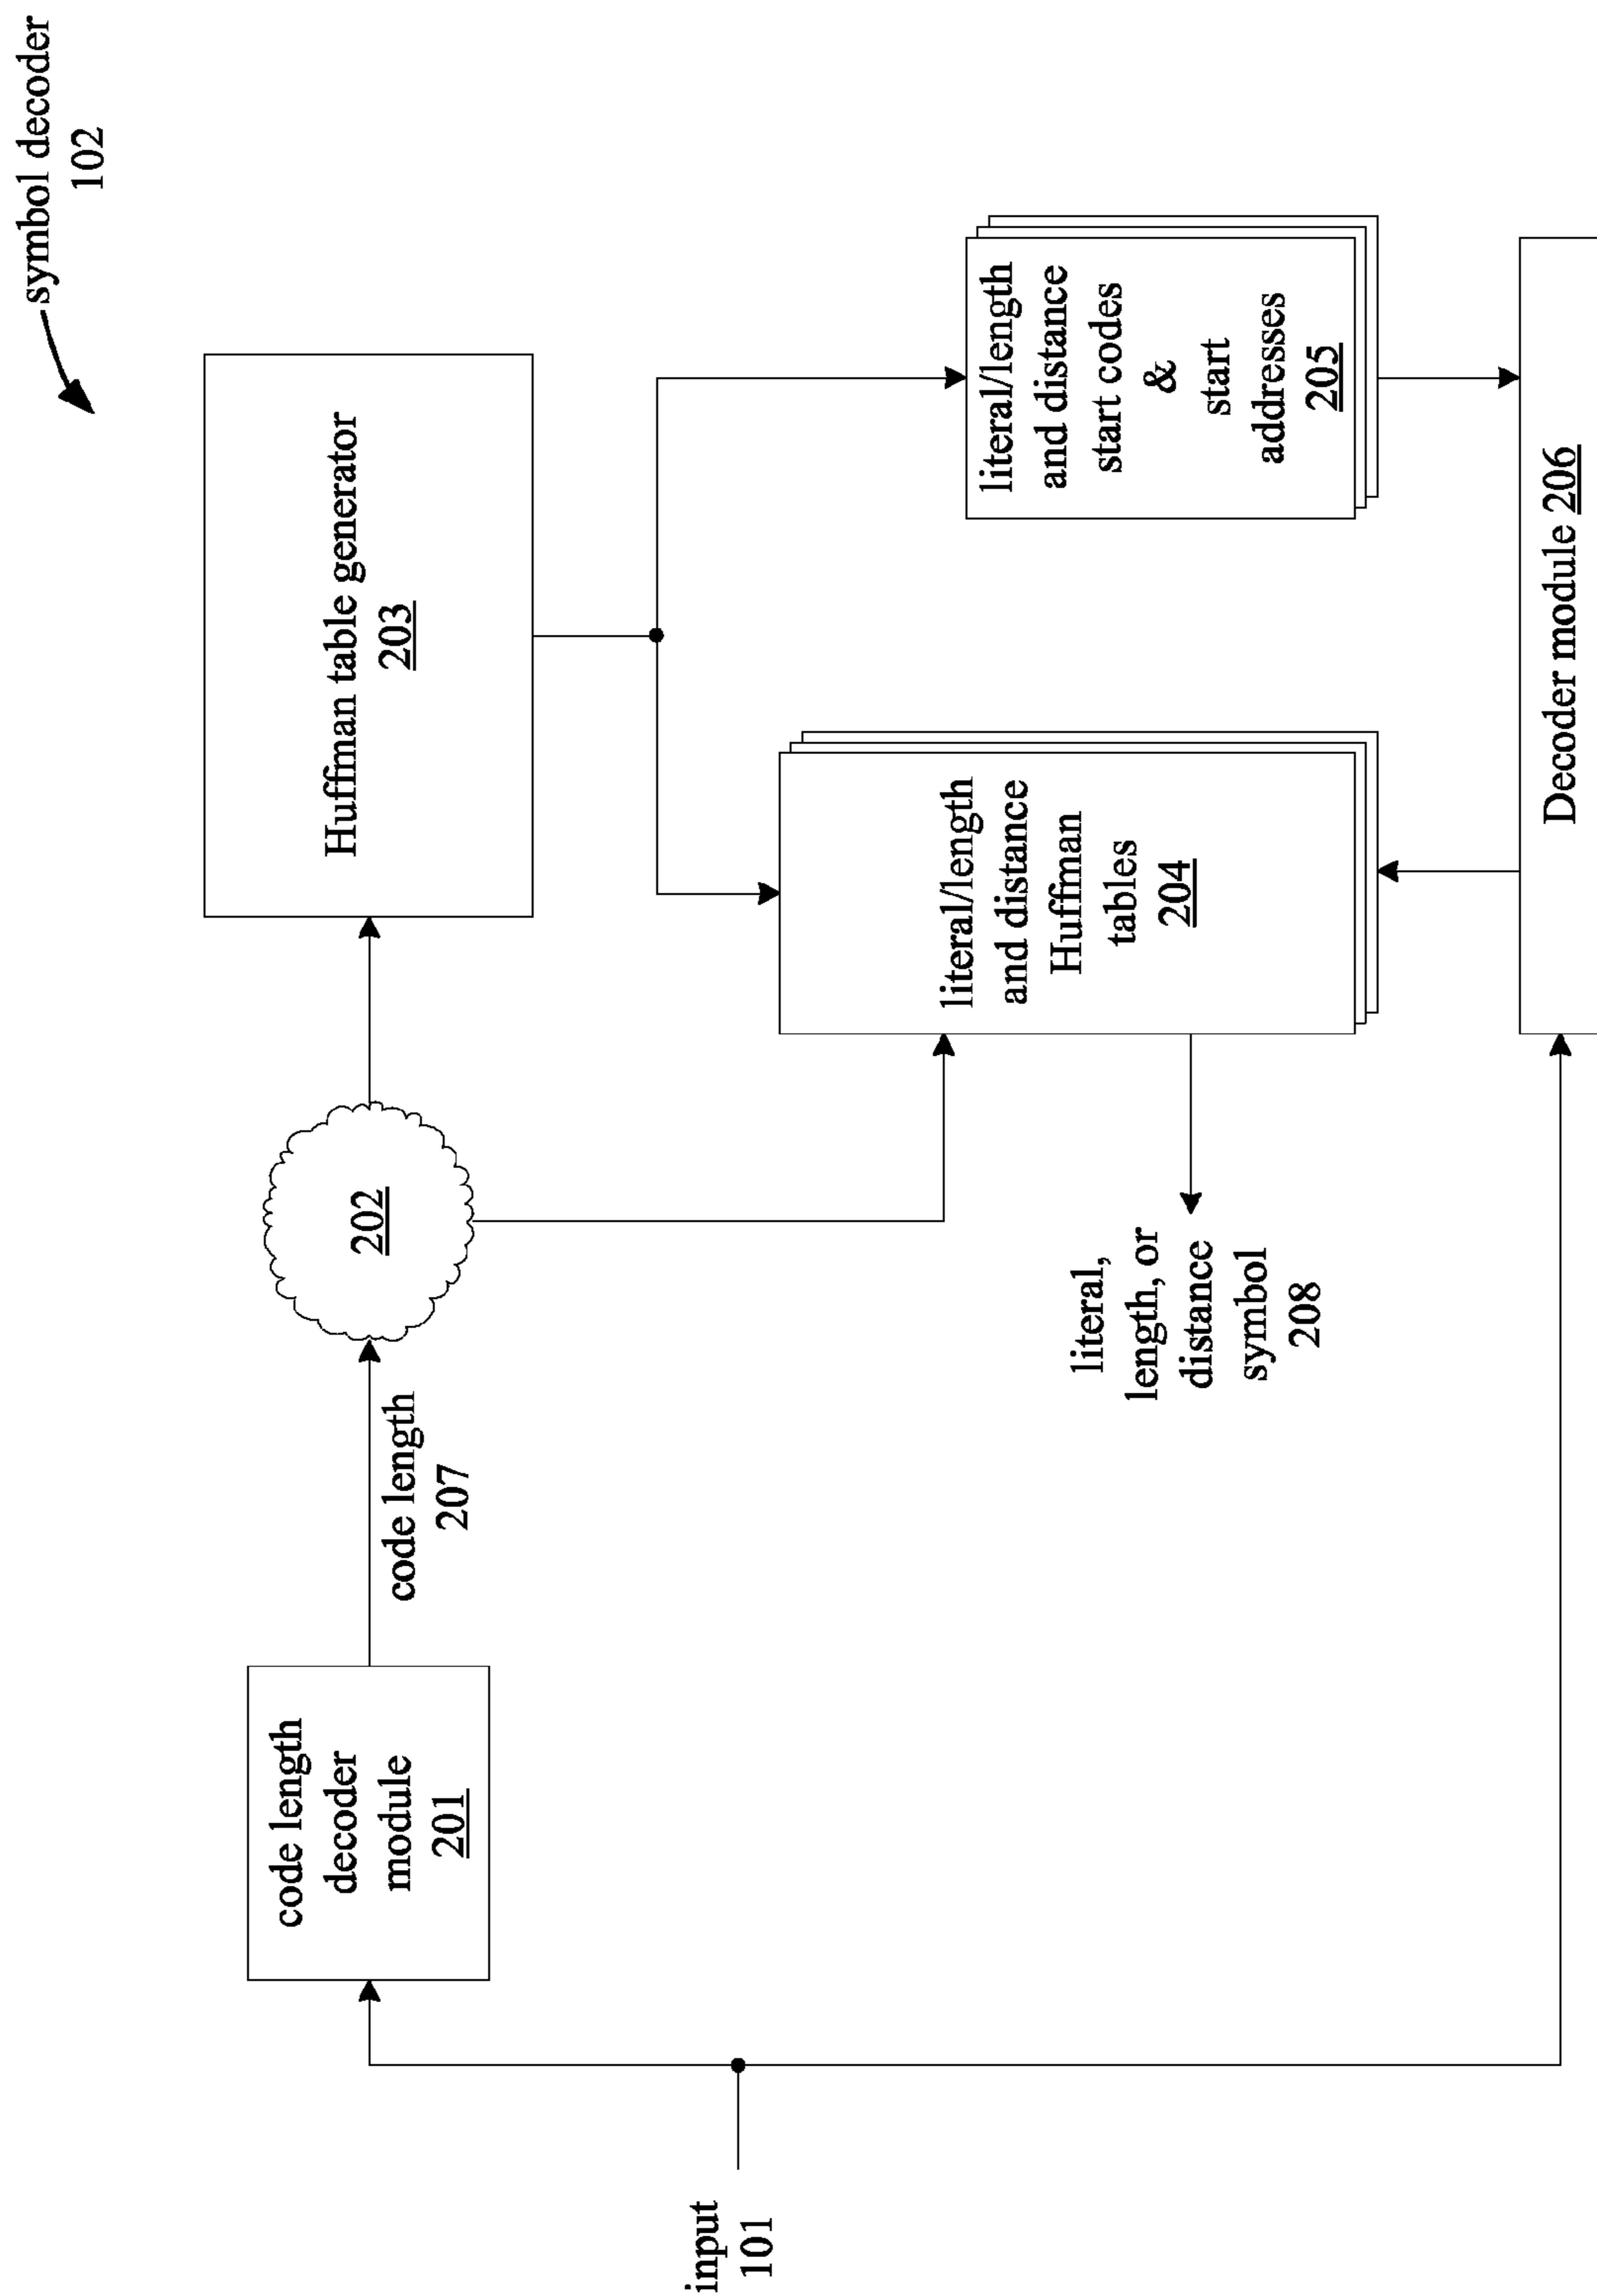 symbol decoder
102
Huffman table generator
203
literal/length
and distance
start codes
&
start
addresses
205
Decoder module 206
literal/length
and distance
Huffman
tables
204
202
literal,
length, or
distance
symbol
208
code length
207
code length
decoder
module
201
input
101